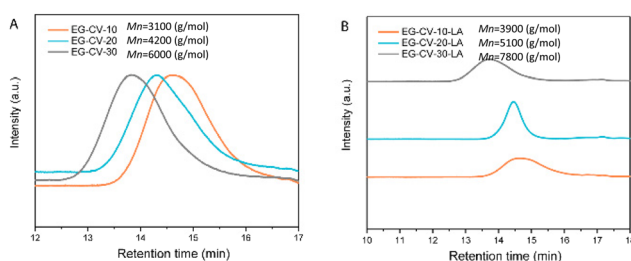 A
EG-CV-10 Mn=3100 (g/mol)
EG-CV-20 Mn=4200 (g/mol)
EG-CV-30 Mn=6000 (g/mol)
Intensity (a.u.)
12 13 14 15 16 17
Retention time (min)
B
EG-CV-10-LA Mn=3900 (g/mol)
EG-CV-20-LA Mn=5100 (g/mol)
EG-CV-30-LA Mn=7800 (g/mol)
Intensity (a.u.)
10 11 12 13 14 15 16 17 18
Retention time (min)